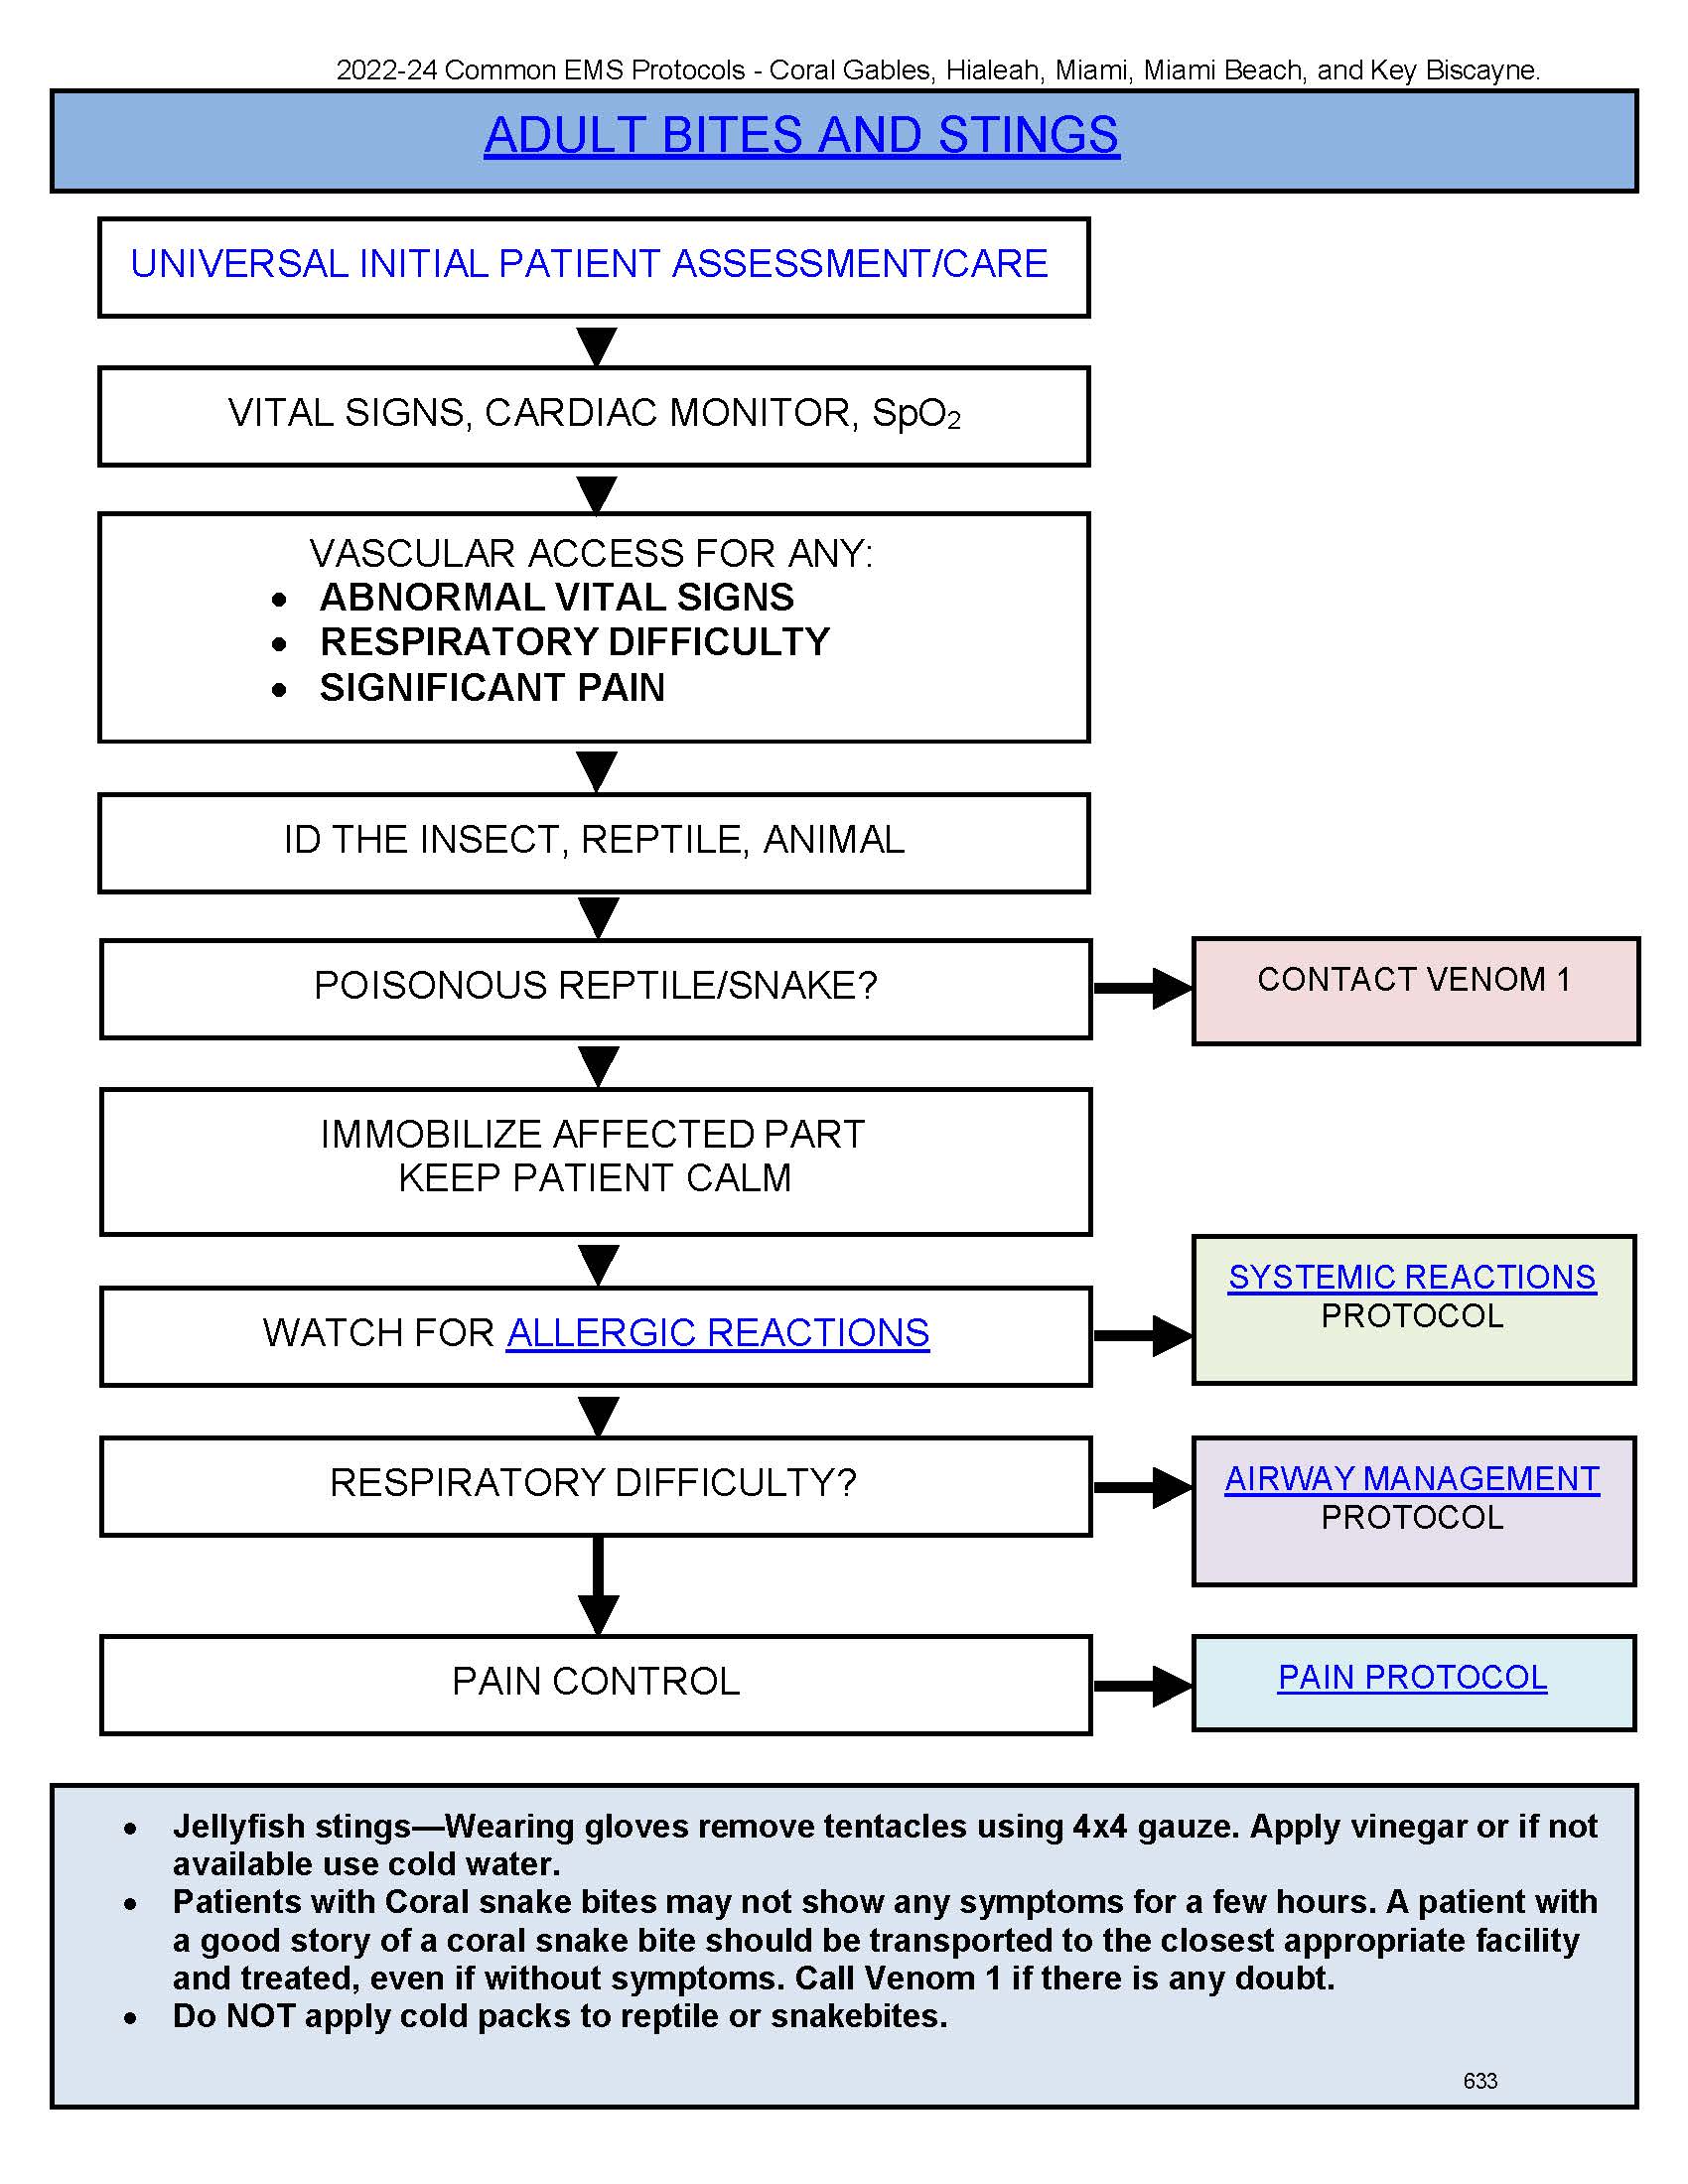 2022-24 Common EMS Protocols - Coral Gables, Hialeah, Miami, Miami Beach, and Key Biscayne.
ADULT BITES AND STINGS
UNIVERSAL INITIAL PATIENT ASSESSMENT/CARE
VITAL SIGNS, CARDIAC MONITOR, SpO₂
VASCULAR ACCESS FOR ANY:
• ABNORMAL VITAL SIGNS
• RESPIRATORY DIFFICULTY
• SIGNIFICANT PAIN
ID THE INSECT, REPTILE, ANIMAL
POISONOUS REPTILE/SNAKE?
CONTACT VENOM 1
IMMOBILIZE AFFECTED PART
KEEP PATIENT CALM
WATCH FOR ALLERGIC REACTIONS
SYSTEMIC REACTIONS
PROTOCOL
RESPIRATORY DIFFICULTY?
AIRWAY MANAGEMENT
PROTOCOL
PAIN CONTROL
PAIN PROTOCOL
• Jellyfish stings—Wearing gloves remove tentacles using 4x4 gauze. Apply vinegar or if not
available use cold water.
• Patients with Coral snake bites may not show any symptoms for a few hours. A patient with
a good story of a coral snake bite should be transported to the closest appropriate facility
and treated, even if without symptoms. Call Venom 1 if there is any doubt.
• Do NOT apply cold packs to reptile or snakebites.
633